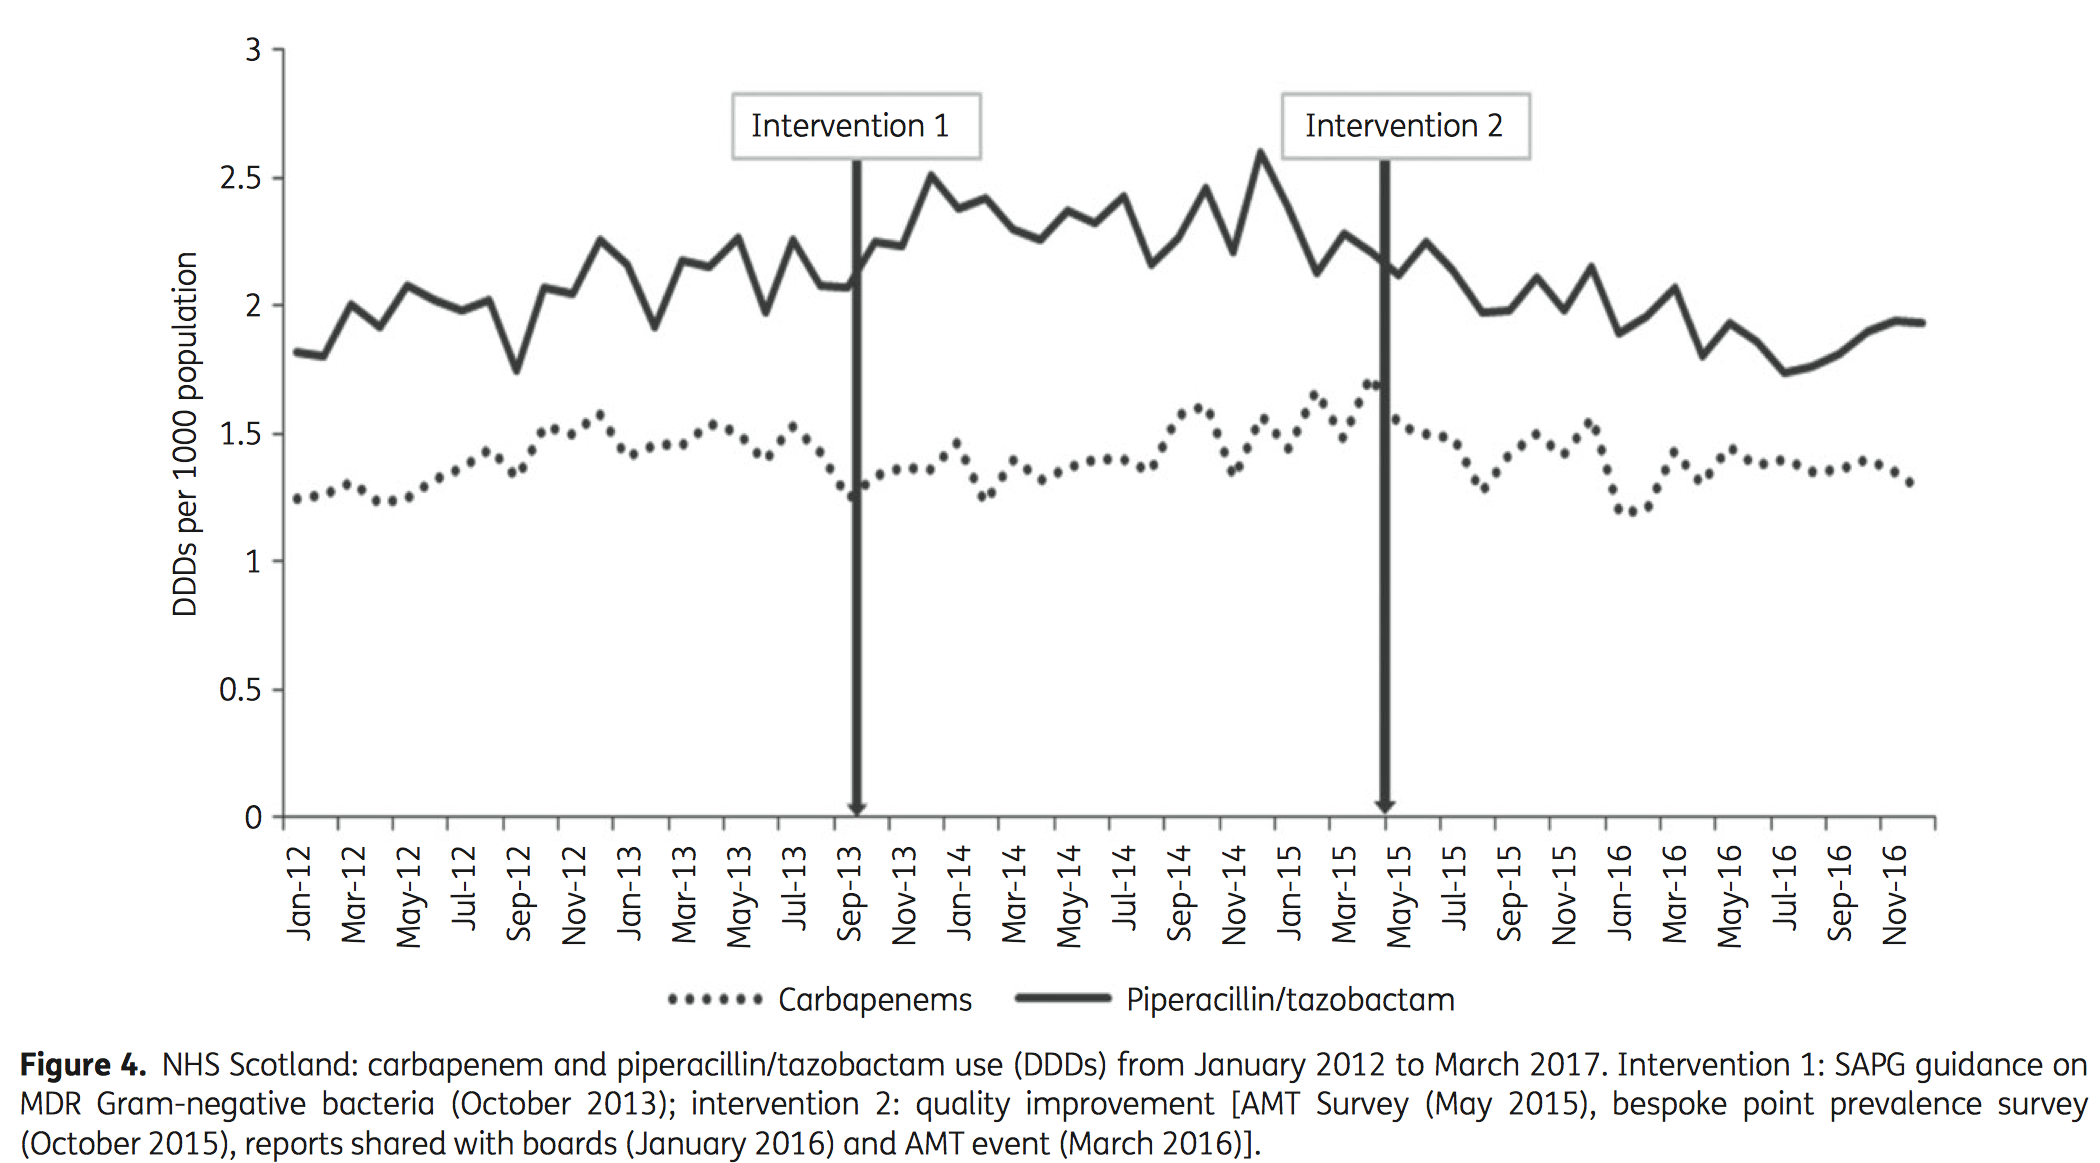 3
Intervention 1
Intervention 2
2.5
2
DDDs per 1000 population
1.5
1
0.5
0
Jan-12
Mar-12
May-12
Jul-12
Sep-12
Nov-12
Jan-13
Mar-13
May-13
Jul-13
Sep-13
Nov-13
Jan-14
Mar-14
May-14
Jul-14
Sep-14
Nov-14
Jan-15
Mar-15
May-15
Jul-15
Sep-15
Nov-15
Jan-16
Mar-16
May-16
Jul-16
Sep-16
Nov-16
Carbapenems
Piperacillin/tazobactam
Figure 4. NHS Scotland: carbapenem and piperacillin/tazobactam use (DDDs) from January 2012 to March 2017. Intervention 1: SAPG guidance on
MDR Gram-negative bacteria (October 2013); intervention 2: quality improvement [AMT Survey (May 2015), bespoke point prevalence survey
(October 2015), reports shared with boards (January 2016) and AMT event (March 2016)].